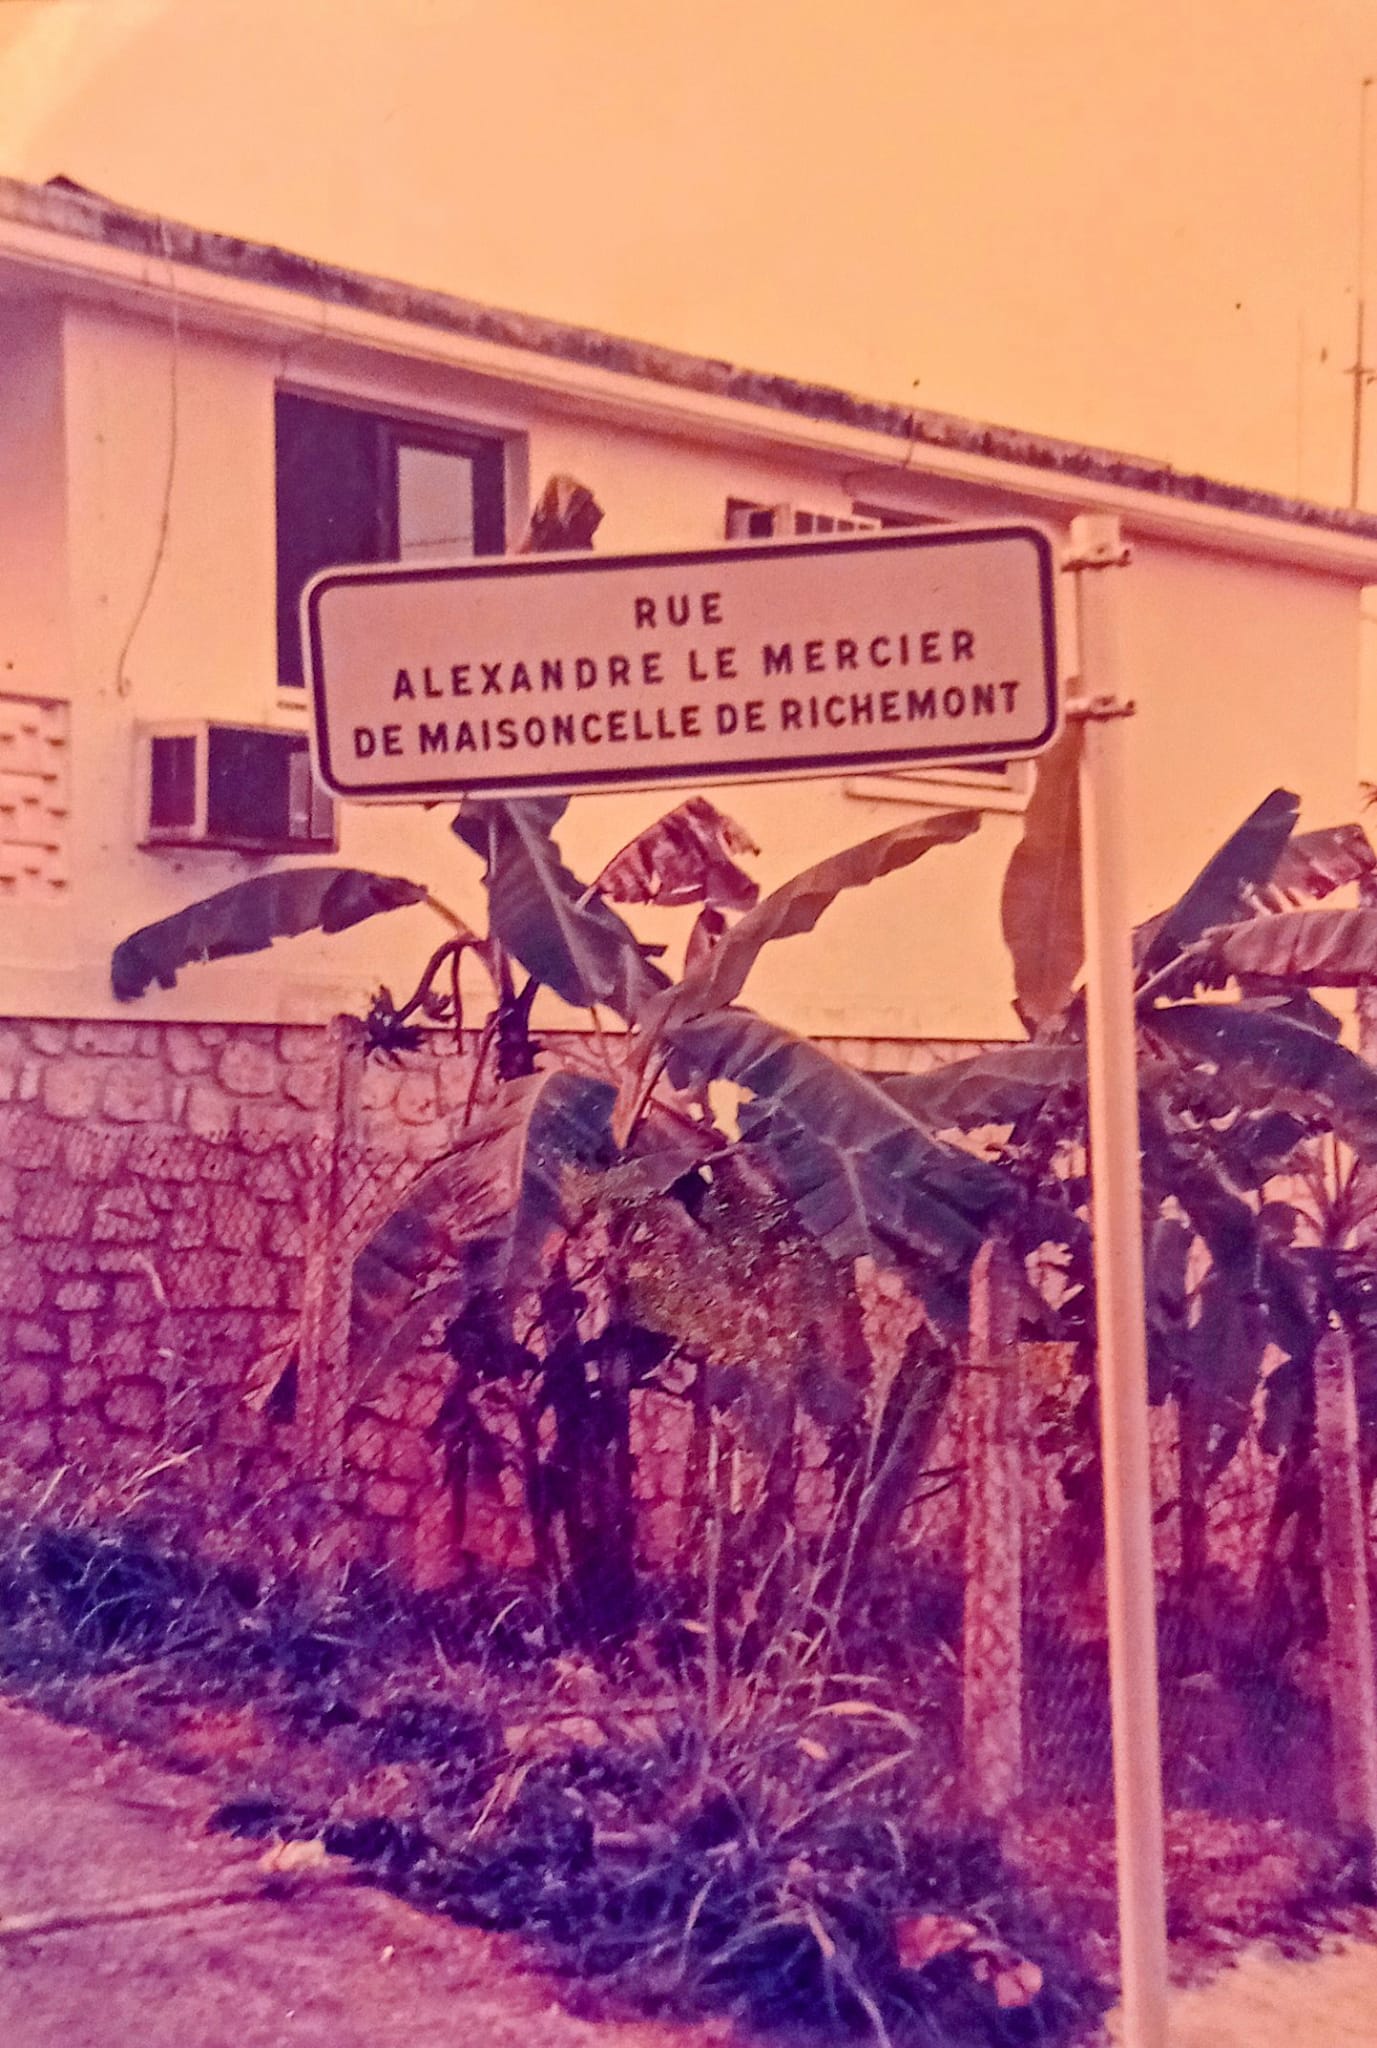 RUE
ALEXANDRE LE MERCIER
DE MAISONCELLE DE RICHEMONT